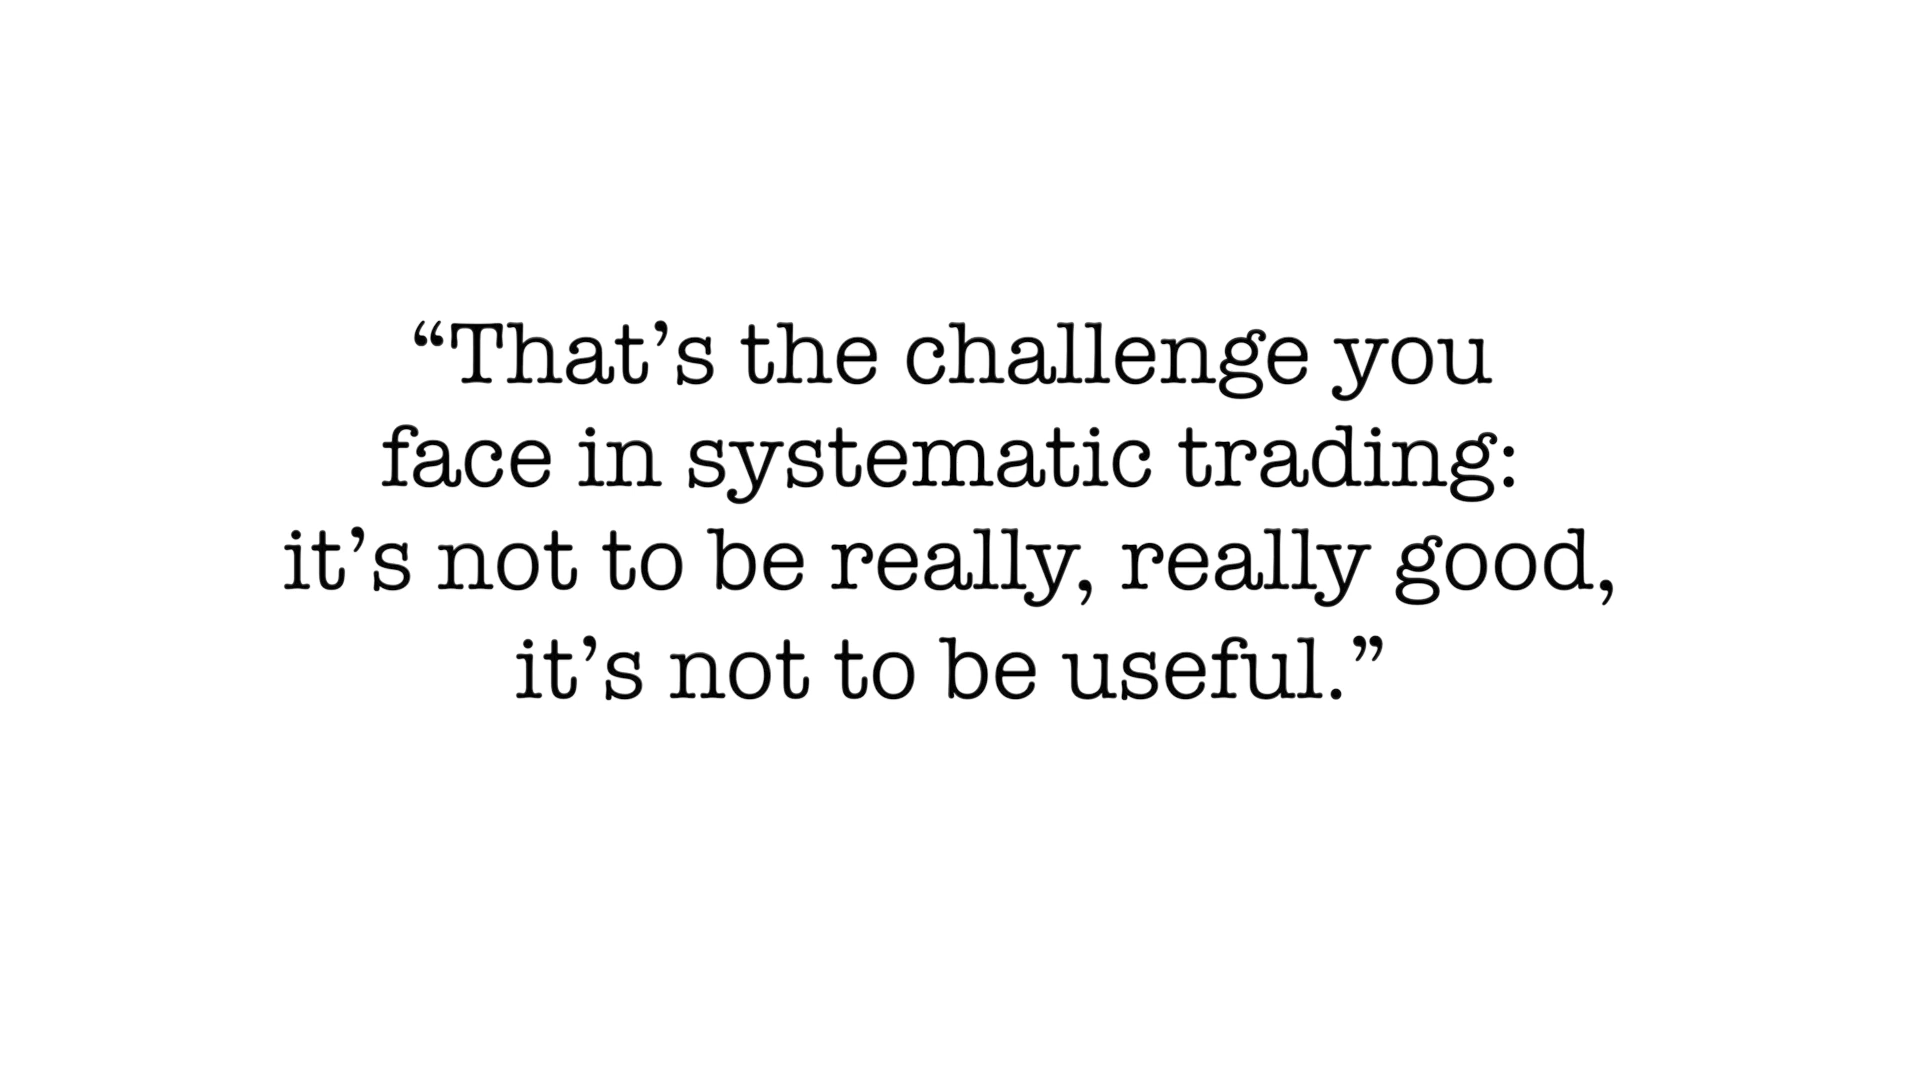 “That’s the challenge you
face in systematic trading:
it’s not to be really, really good,
it’s not to be useful.”